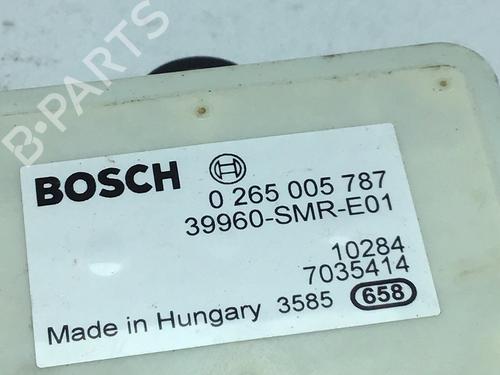 B-PARTS
BOSCH 0 265 005 787
39960-SMR-E01
10284
7035414
Made in Hungary 3585 658